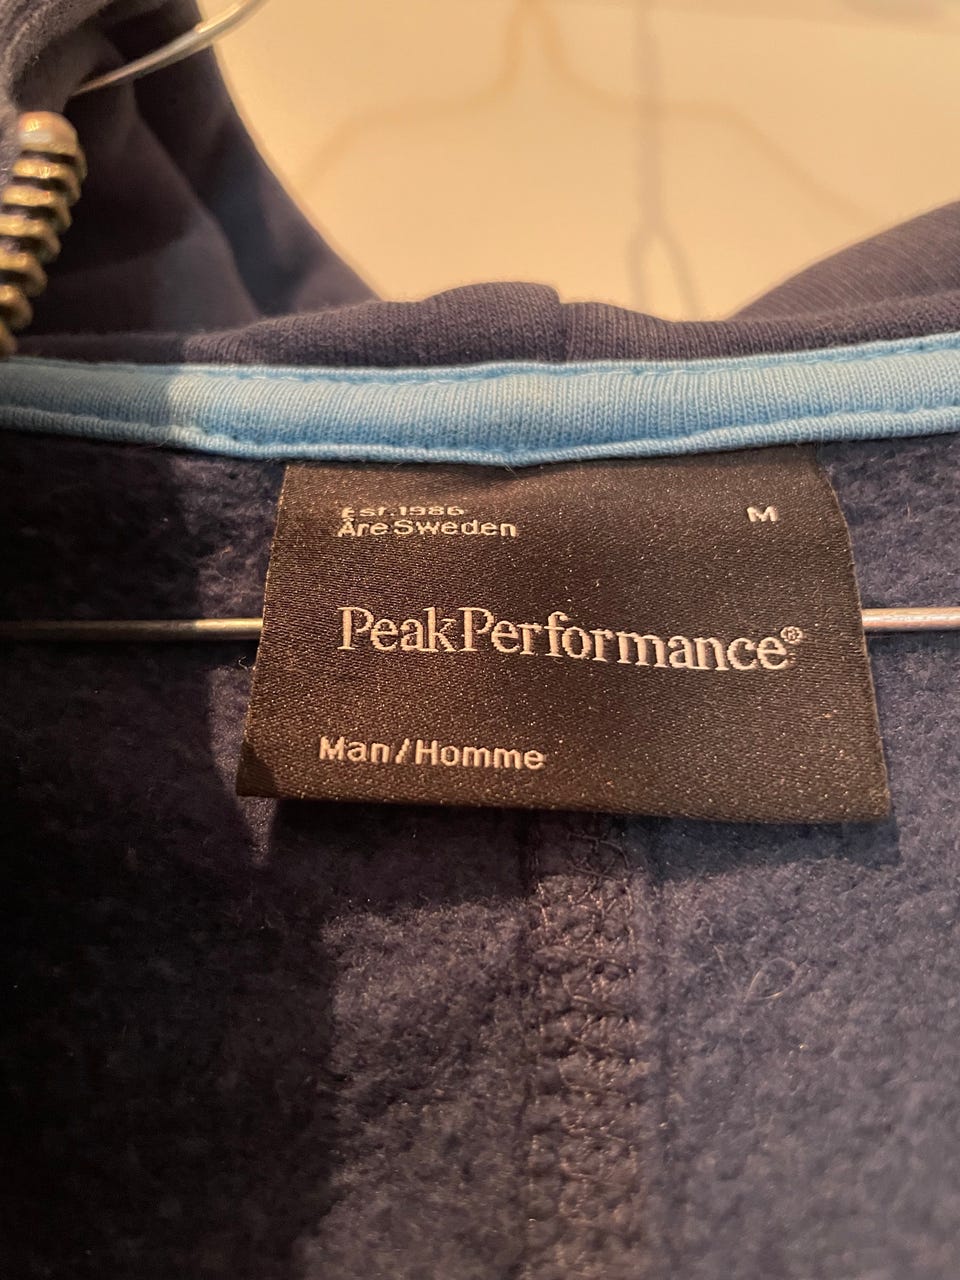 Est.1986
Åre Sweden
M
PeakPerformance®
Man/Homme